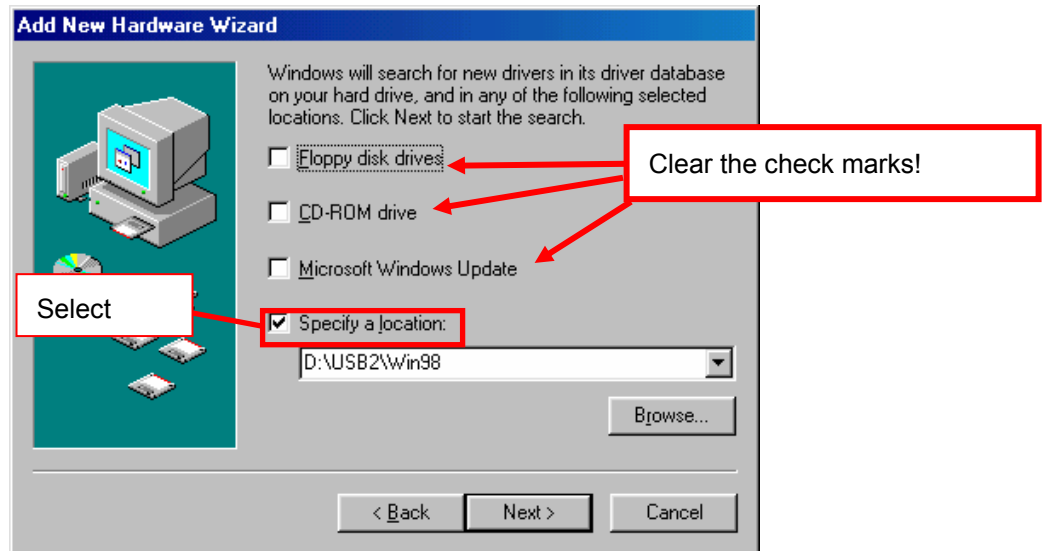 Add New Hardware Wizard
Windows will search for new drivers in its driver database
on your hard drive, and in any of the following selected
locations. Click Next to start the search.
Floppy disk drives
Clear the check marks!
CD-ROM drive
Microsoft Windows Update
Select
Specify a location:
D:\USB2\Win98
Browse...
< Back
Next >
Cancel